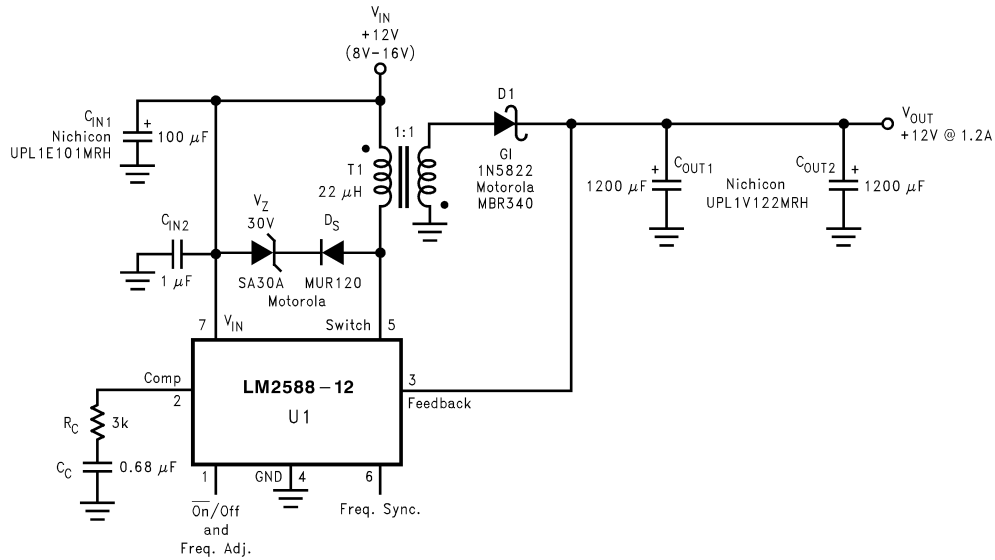 V_IN
+12V
(8V–16V)
C_IN1
Nichicon
UPL1E101MRH
+
100 μF
1:1
T1
22 μH
D1
GI
1N5822
Motorola
MBR340
V_OUT
+12V @ 1.2A
+
C_OUT1
1200 μF
Nichicon
UPL1V122MRH
C_OUT2
+
1200 μF
C_IN2
1 μF
V_Z
30V
D_S
SA30A
MUR120
Motorola
7
V_IN
Switch
5
Comp
2
LM2588–12
U1
3
Feedback
R_C
3k
C_C
0.68 μF
1
GND
4
6
O̅n̅/Off
and
Freq. Adj.
Freq. Sync.